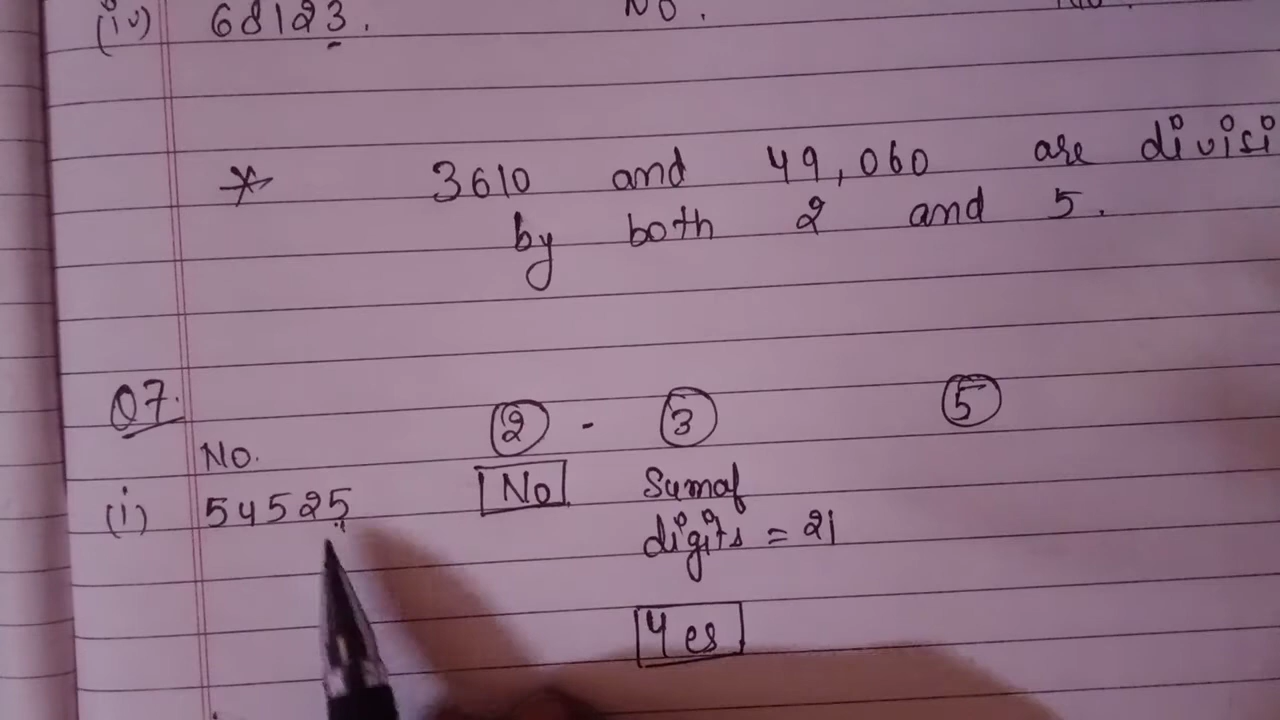 (iv) 68123. No.
* 3610 and 49,060 are divisi
by both 2 and 5.
Q7.
No. 2 - 3 5
(i) 54525 No Sum of
digits = 21
Yes